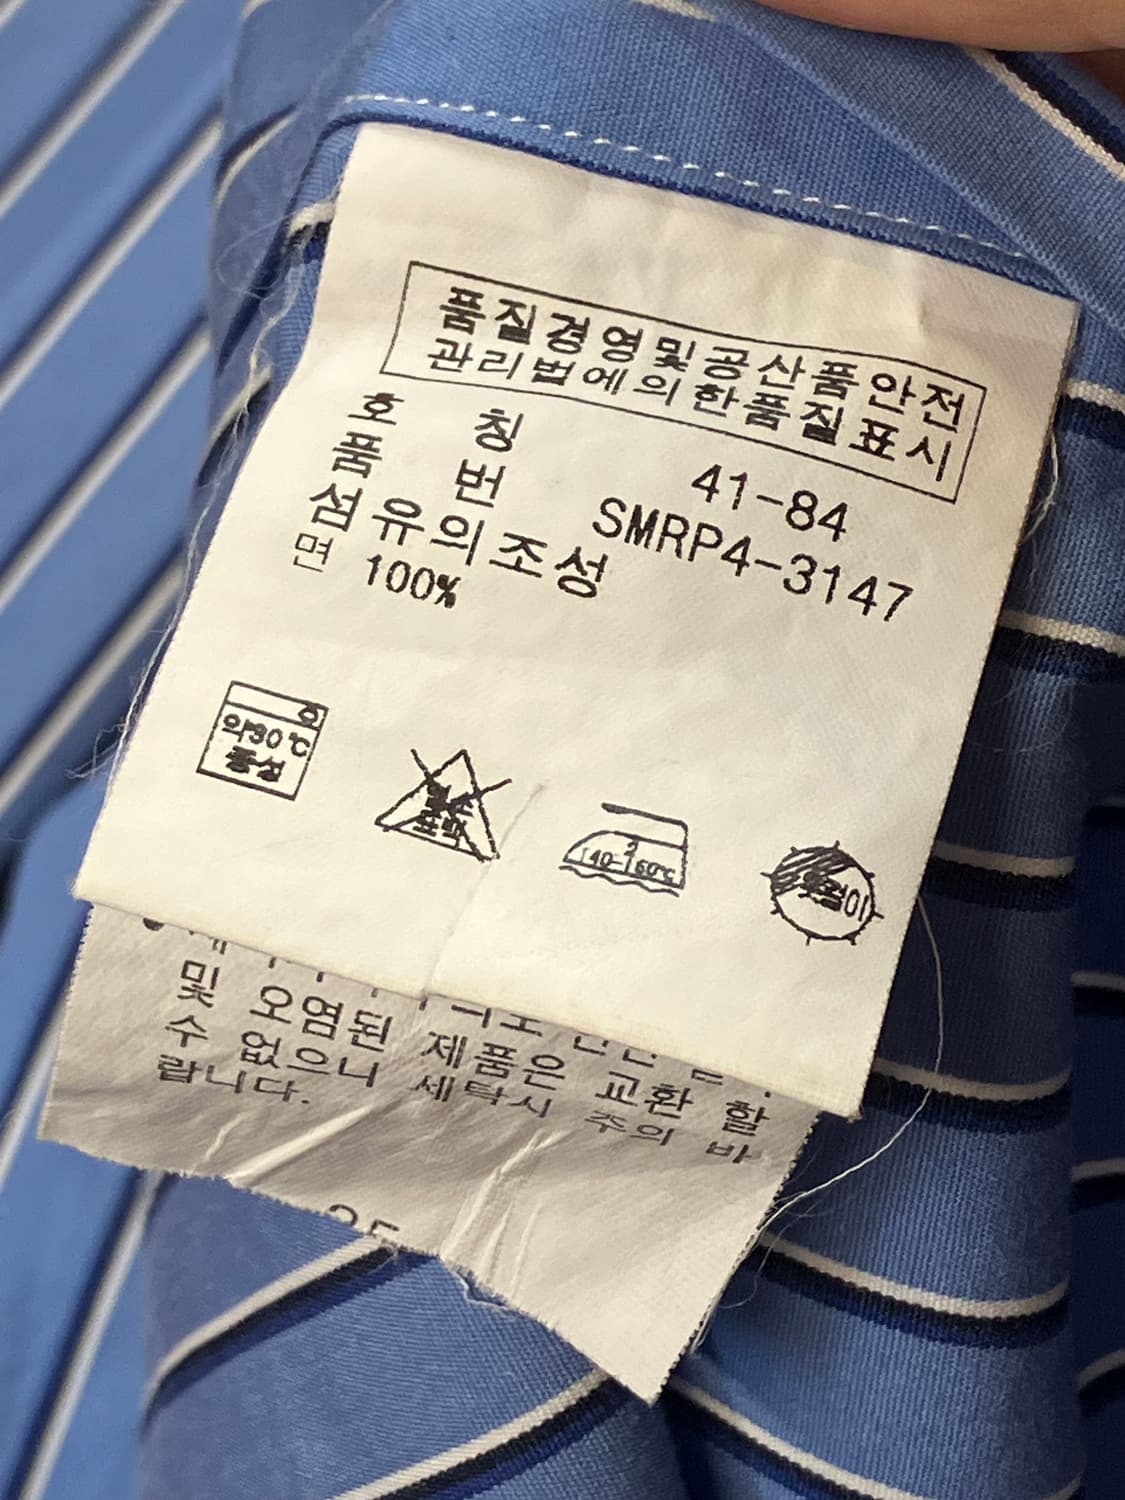 품질경영및공산품안전
관리법에의한품질표시
호 칭 41-84
품 번 SMRP4-3147
섬유의조성
면 100%
약30℃
중성
140-160℃
옷걸이
및 오염된 제품은 교환 할
수 없으니 세탁시 주의 바
랍니다.